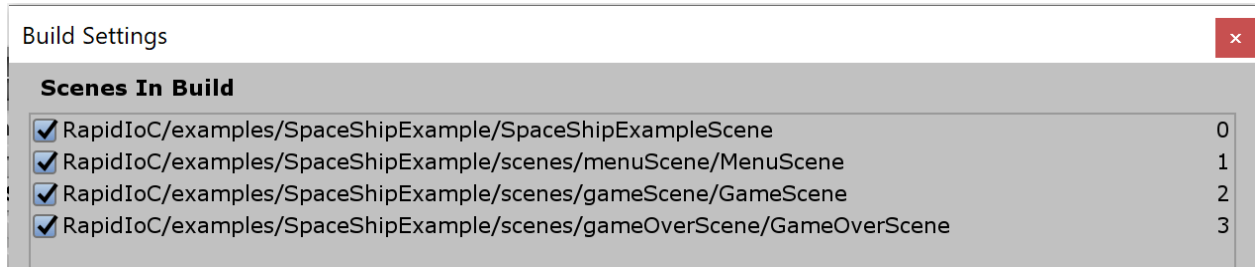 Build Settings
x
Scenes In Build
RapidIoC/examples/SpaceShipExample/SpaceShipExampleScene 0
RapidIoC/examples/SpaceShipExample/scenes/menuScene/MenuScene 1
RapidIoC/examples/SpaceShipExample/scenes/gameScene/GameScene 2
RapidIoC/examples/SpaceShipExample/scenes/gameOverScene/GameOverScene 3